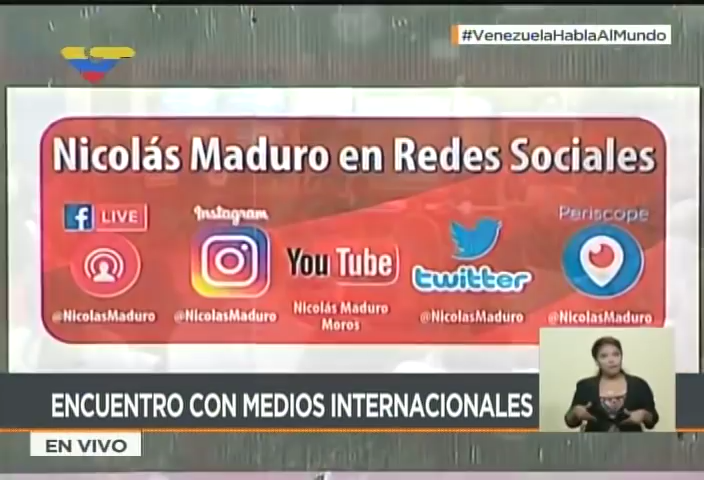 #VenezuelaHablaAlMundo
Nicolás Maduro en Redes Sociales
f LIVE
Instagram
YouTube
twitter
Periscope
@NicolasMaduro
@NicolasMaduro
Nicolás Maduro
Moros
@NicolasMaduro
@NicolasMaduro
ENCUENTRO CON MEDIOS INTERNACIONALES
EN VIVO